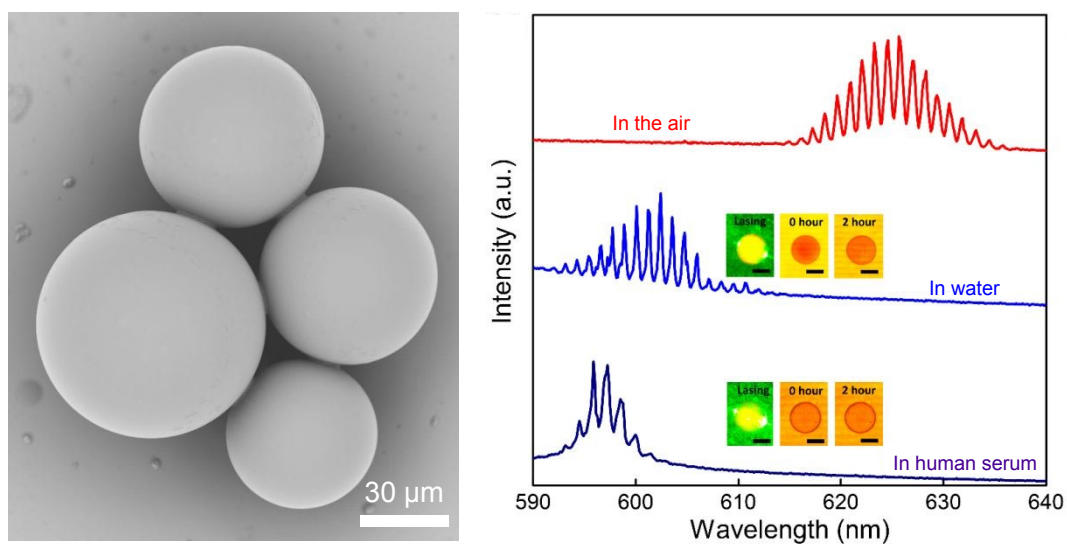 30 µm
Intensity (a.u.)
In the air
Lasing 0 hour 2 hour
In water
Lasing 0 hour 2 hour
In human serum
590 600 610 620 630 640
Wavelength (nm)